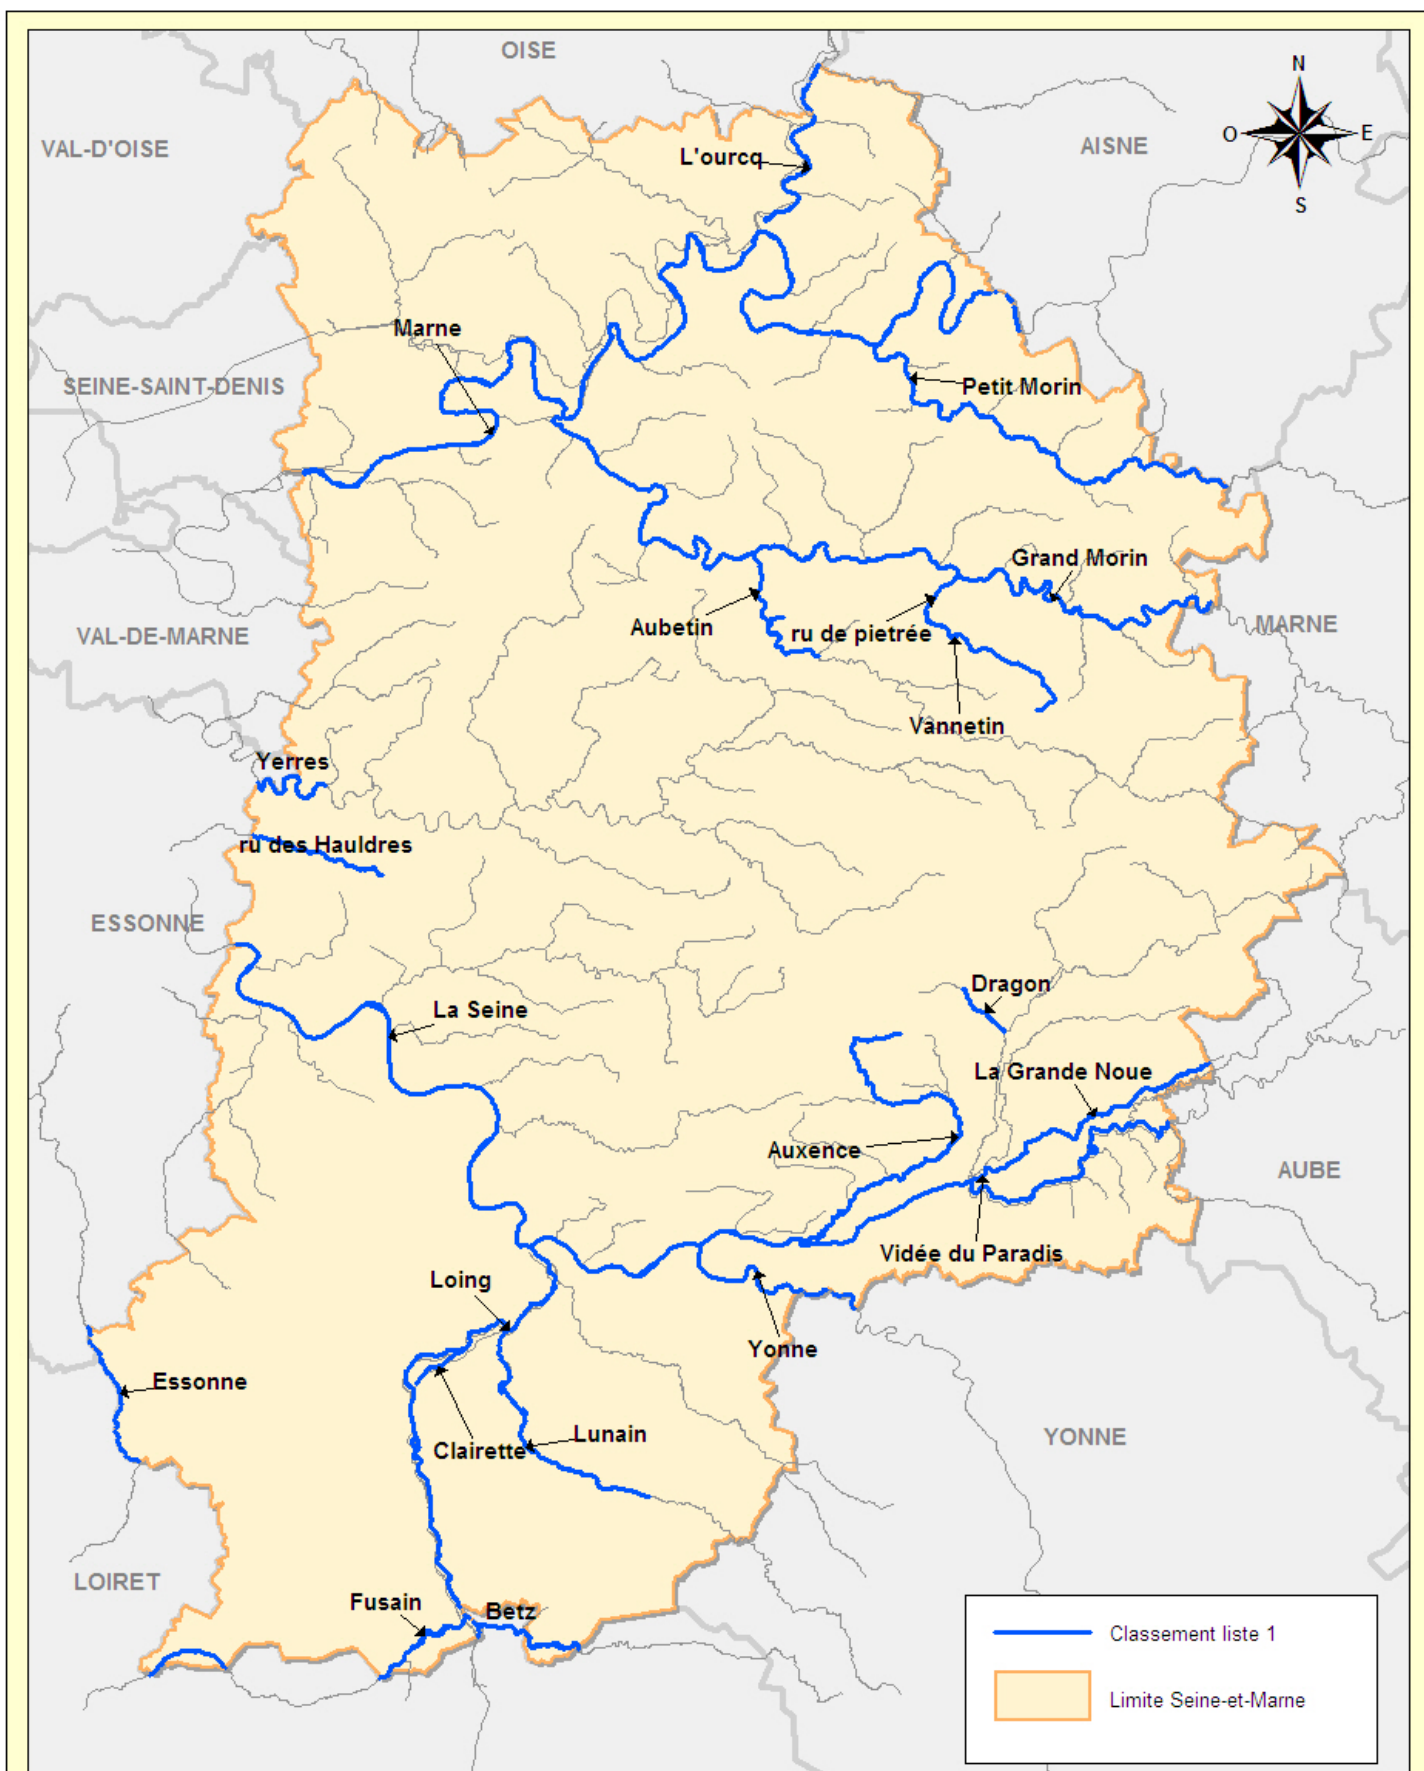 OISE
N
VAL-D'OISE
AISNE
O
E
L'ourcq
S
Marne
SEINE-SAINT-DENIS
Petit Morin
Grand Morin
Aubetin
ru de pietrée
VAL-DE-MARNE
MARNE
Vannetin
Yerres
ru des Hauldres
ESSONNE
Dragon
La Seine
La Grande Noue
Auxence
AUBE
Vidée du Paradis
Loing
Yonne
Essonne
Clairette
Lunain
YONNE
LOIRET
Fusain
Betz
Classement liste 1
Limite Seine-et-Marne